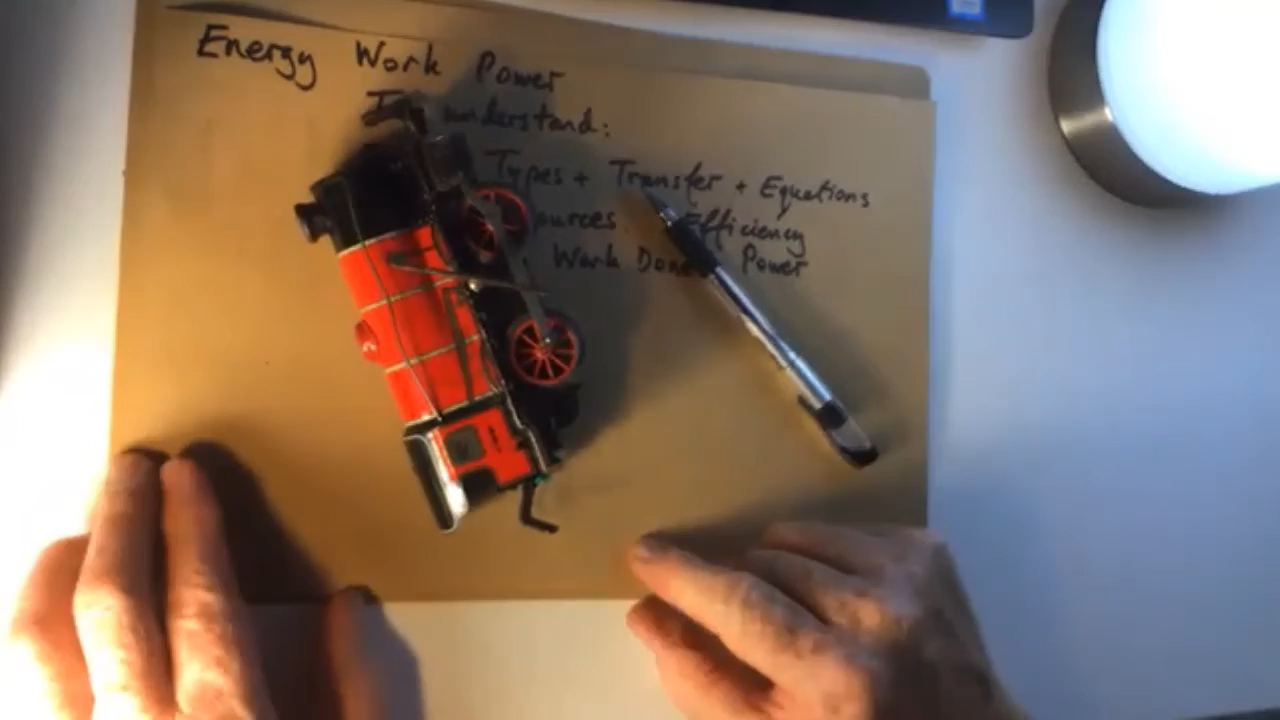 Energy Work Power
understand:
Types + Transfer + Equations
Efficiency
Work Done Power